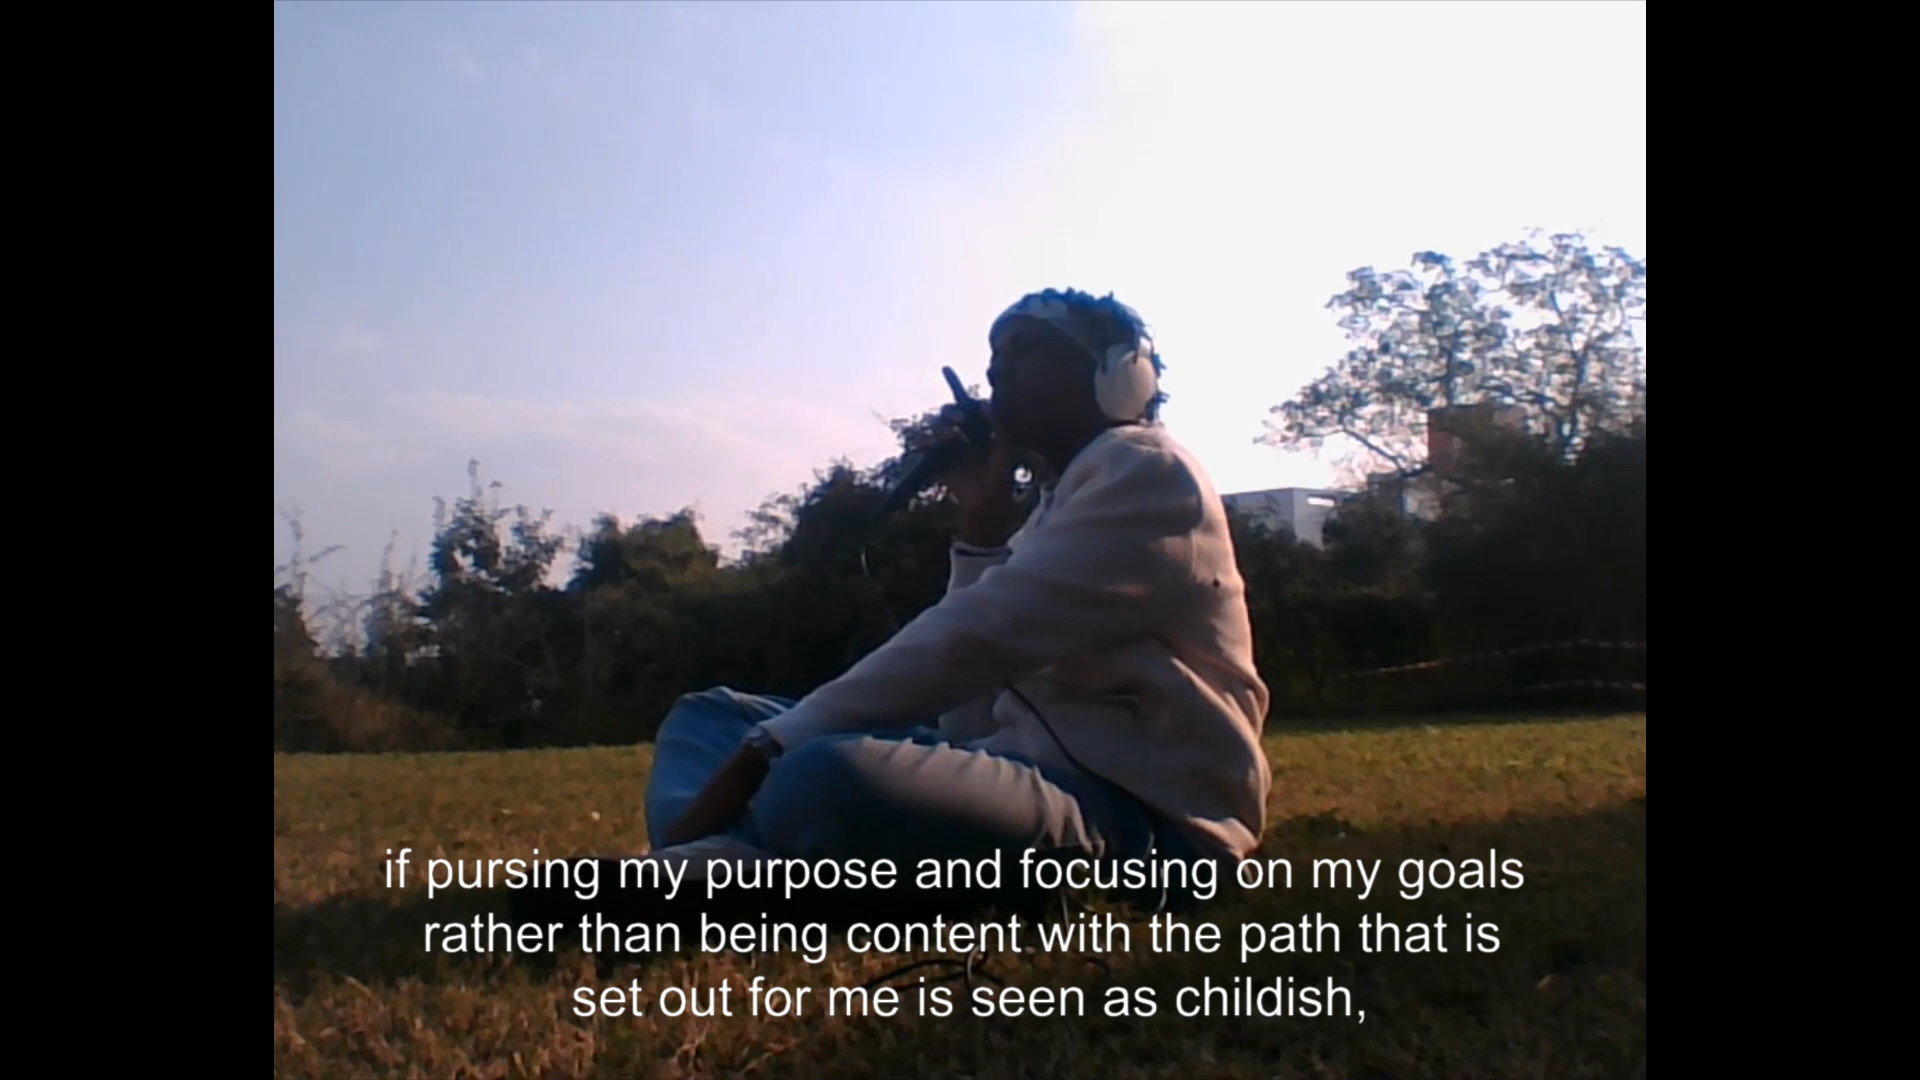 if pursing my purpose and focusing on my goals
rather than being content with the path that is
set out for me is seen as childish,